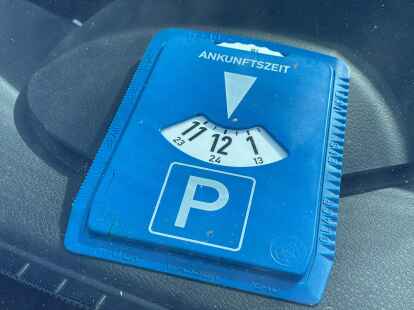 ANKUNFTSZEIT
11 12 1
23 24 13
P